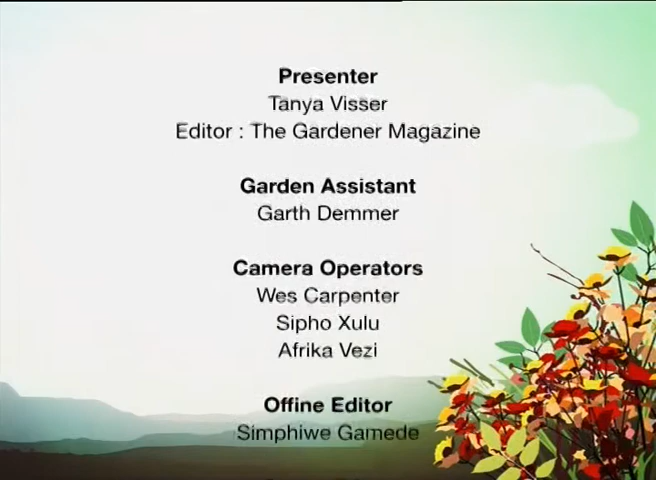 Presenter
Tanya Visser
Editor : The Gardener Magazine
Garden Assistant
Garth Demmer
Camera Operators
Wes Carpenter
Sipho Xulu
Afrika Vezi
Offine Editor
Simphiwe Gamede